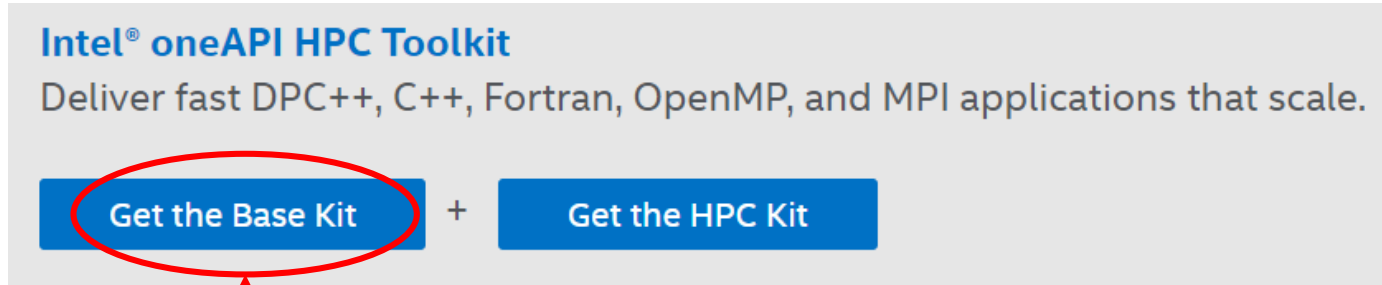 Intel® oneAPI HPC Toolkit
Deliver fast DPC++, C++, Fortran, OpenMP, and MPI applications that scale.
Get the Base Kit + Get the HPC Kit